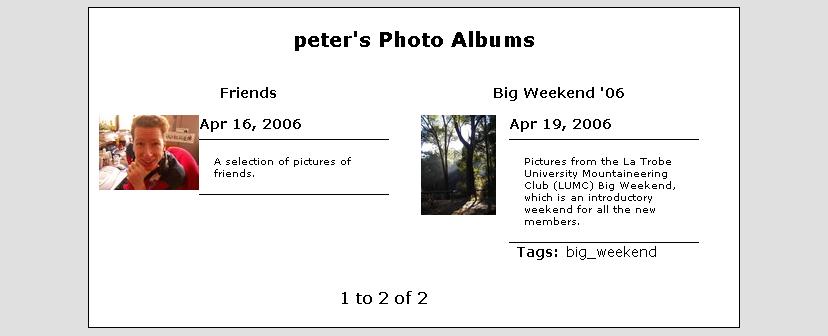 peter's Photo Albums
Friends
Apr 16, 2006
A selection of pictures of
friends.
Big Weekend '06
Apr 19, 2006
Pictures from the La Trobe
University Mountaineering
Club (LUMC) Big Weekend,
which is an introductory
weekend for all the new
members.
Tags: big_weekend
1 to 2 of 2